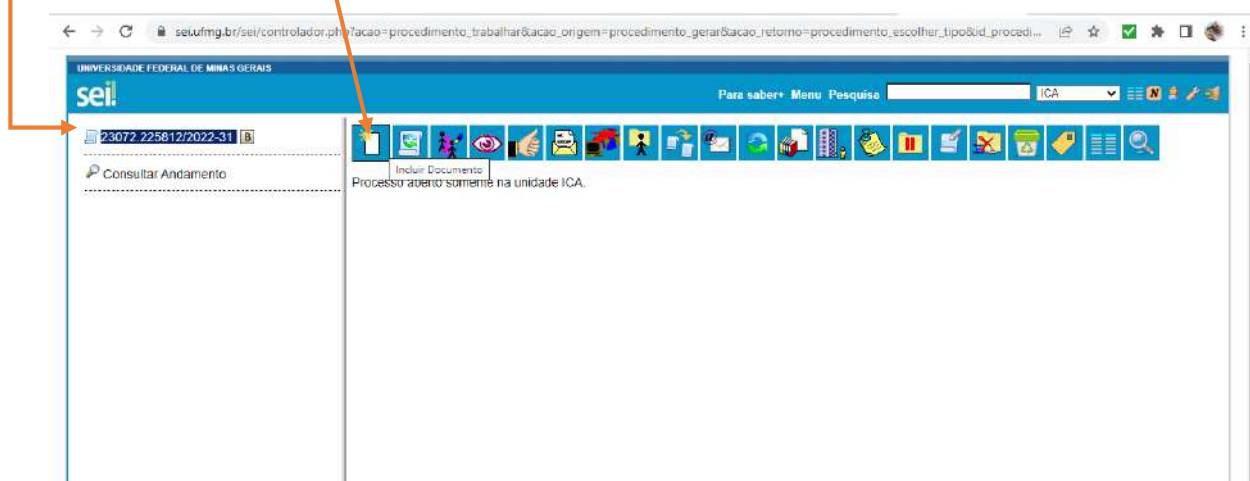 sei.ufmg.br/sei/controlador.php?acao=procedimento_trabalhar&acao_origem=procedimento_gerar&acao_retorno=procedimento_escolher_tipo&id_procedi...
UNIVERSIDADE FEDERAL DE MINAS GERAIS
sei!
Para saber+ Menu Pesquisa
ICA
N
23072.225812/2022-31 B
Incluir Documento
Consultar Andamento
Processo aberto somente na unidade ICA.